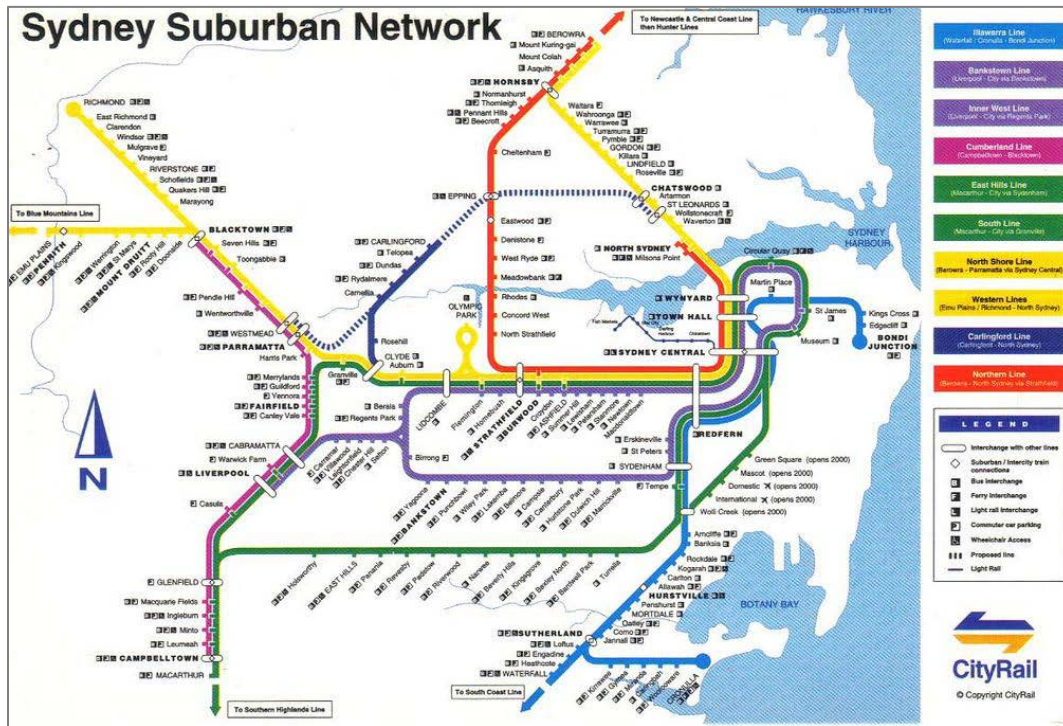 Sydney Suburban Network
HAWKESBURY RIVER
To Newcastle & Central Coast Line
then Hunter Lines
BEROWRA
Mount Kuring-gai
Mount Colah
Asquith
HORNSBY
Normanhurst
Thornleigh
Pennant Hills
Beecroft
Cheltenham
EPPING
Eastwood
Denistone
West Ryde
Meadowbank
Rhodes
Concord West
North Strathfield
Waitara
Wahroonga
Warrawee
Turramurra
Pymble
GORDON
Killara
LINDFIELD
Roseville
CHATSWOOD
Artarmon
ST LEONARDS
Wollstonecraft
Waverton
NORTH SYDNEY
Milsons Point
SYDNEY
HARBOUR
RICHMOND
East Richmond
Clarendon
Windsor
Mulgrave
Vineyard
RIVERSTONE
Schofields
Quakers Hill
Marayong
To Blue Mountains Line
BLACKTOWN
EMU PLAINS
PENRITH
Kingswood
Werrington
St Marys
MOUNT DRUITT
Rooty Hill
Doonside
Seven Hills
Toongabbie
Pendle Hill
Wentworthville
WESTMEAD
PARRAMATTA
Harris Park
CARLINGFORD
Telopea
Dundas
Rydalmere
Camellia
Rosehill
OLYMPIC
PARK
CLYDE
Auburn
Granville
Merrylands
Guildford
Yennora
FAIRFIELD
Canley Vale
CABRAMATTA
Warwick Farm
LIVERPOOL
Casula
GLENFIELD
Macquarie Fields
Ingleburn
Minto
Leumeah
CAMPBELLTOWN
MACARTHUR
To Southern Highlands Line
N
Berala
Regents Park
Carramar
Villawood
Leightonfield
Chester Hill
Sefton
Birrong
LIDCOMBE
Flemington
Homebush
STRATHFIELD
BURWOOD
Croydon
ASHFIELD
Summer Hill
Lewisham
Petersham
Stanmore
Newtown
Macdonaldtown
REDFERN
Erskineville
St Peters
SYDENHAM
Tempe
Yagoona
BANKSTOWN
Punchbowl
Wiley Park
Lakemba
Belmore
Campsie
Canterbury
Hurlstone Park
Dulwich Hill
Marrickville
Holsworthy
EAST HILLS
Panania
Revesby
Padstow
Riverwood
Narwee
Beverly Hills
Kingsgrove
Bexley North
Bardwell Park
Turrella
WYNYARD
TOWN HALL
SYDNEY CENTRAL
Circular Quay
Martin Place
St James
Museum
Kings Cross
Edgecliff
BONDI
JUNCTION
Green Square (opens 2000)
Mascot (opens 2000)
Domestic (opens 2000)
International (opens 2000)
Wolli Creek (opens 2000)
Arncliffe
Banksia
Rockdale
Kogarah
Carlton
Allawah
HURSTVILLE
Penshurst
MORTDALE
Oatley
Como
Jannali
SUTHERLAND
Loftus
Engadine
Heathcote
WATERFALL
To South Coast Line
Kirrawee
Gymea
Miranda
Caringbah
Woolooware
CRONULLA
BOTANY BAY
Illawarra Line
(Waterfall / Cronulla - Bondi Junction)
Bankstown Line
(Liverpool - City via Bankstown)
Inner West Line
(Liverpool - City via Regents Park)
Cumberland Line
(Campbelltown - Blacktown)
East Hills Line
(Macarthur - City via Sydenham)
South Line
(Macarthur - City via Granville)
North Shore Line
(Berowra - Parramatta via Sydney Central)
Western Lines
(Emu Plains / Richmond - North Sydney)
Carlingford Line
(Carlingford - North Sydney)
Northern Line
(Berowra - North Sydney via Strathfield)
LEGEND
Interchange with other lines
Suburban / Intercity train
connections
Bus interchange
Ferry interchange
Light rail interchange
Commuter car parking
Wheelchair Access
Proposed line
Light Rail
CityRail
© Copyright CityRail